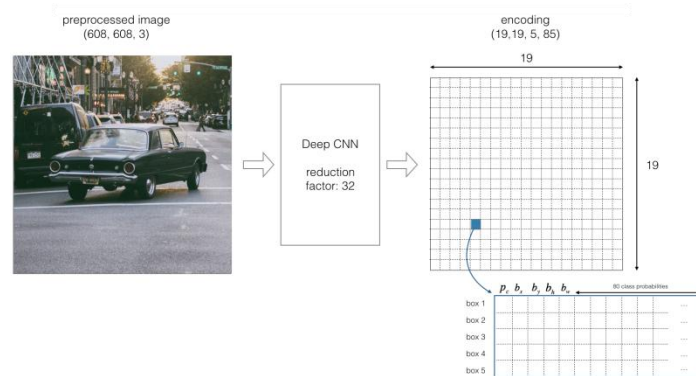 preprocessed image
(608, 608, 3)
encoding
(19,19, 5, 85)
19
Deep CNN
reduction
factor: 32
19
p_c b_x b_y b_h b_w
80 class probabilities
box 1 ...
box 2 ...
box 3 ...
box 4 ...
box 5 ...